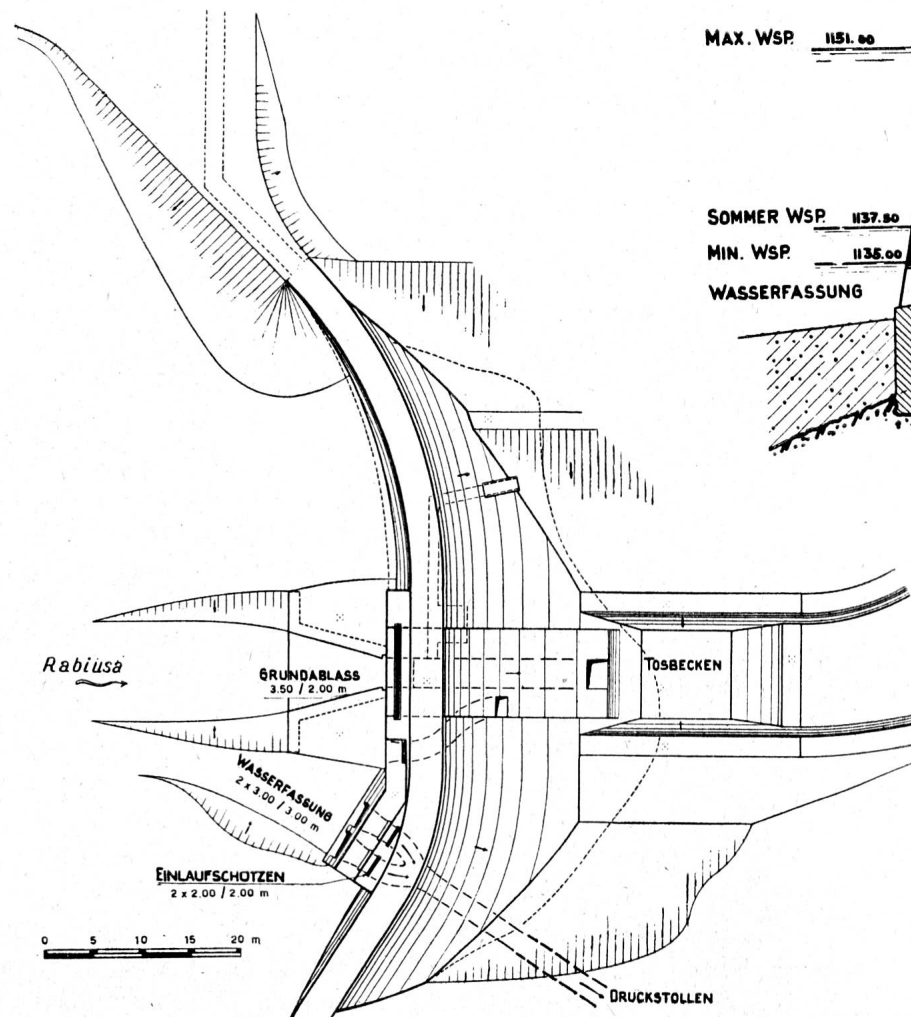 MAX. WSP. 1151.00
SOMMER WSP. 1137.50
MIN. WSP. 1135.00
WASSERFASSUNG
Rabiusa
GRUNDABLASS
3.50 / 2.00 m
TOSBECKEN
WASSERFASSUNG
2 x 3.00 / 3.00 m
EINLAUFSCHÜTZEN
2 x 2.00 / 2.00 m
0 5 10 15 20 m
DRUCKSTOLLEN